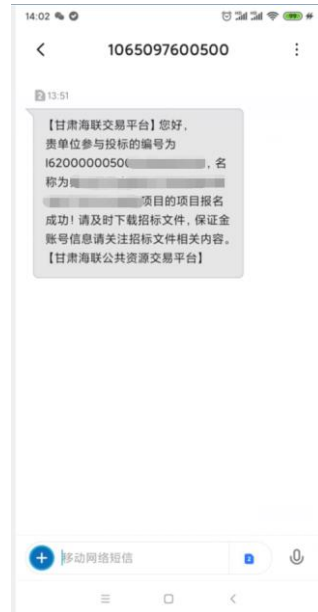 14:02
1065097600500
2 13:51
【甘肃海联交易平台】您好,
贵单位参与投标的编号为
I6200000050, 名
称为
项目的项目报名
成功!请及时下载招标文件,保证金
账号信息请关注招标文件相关内容。
【甘肃海联公共资源交易平台】
移动网络短信
2